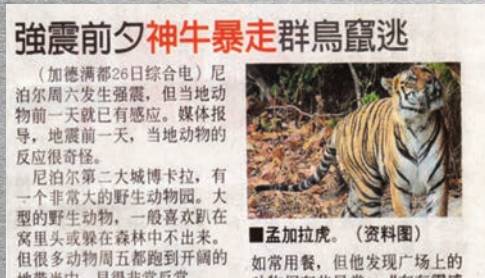 強震前夕神牛暴走群鳥竄逃
（加德满都26日综合电）尼
泊尔周六发生强震，但当地动
物前一天就已有感应。媒体报
导，地震前一天，当地动物的
反应很奇怪。
尼泊尔第二大城博卡拉，有
一个非常大的野生动物园。大
型的野生动物，一般喜欢趴在
窝里头或躲在森林中不出来。
但很多动物周五都跑到开阔的
■孟加拉虎。（资料图）
如常用餐，但他发现广场上的